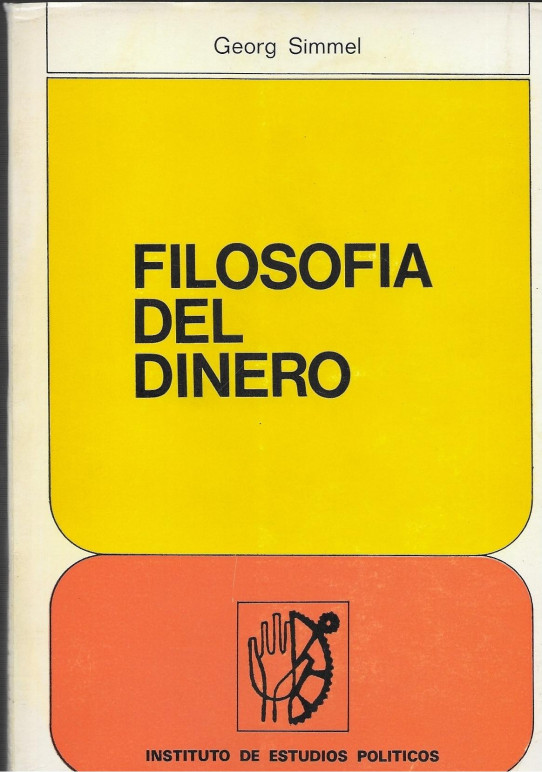 Georg Simmel
FILOSOFIA
DEL
DINERO
INSTITUTO DE ESTUDIOS POLITICOS